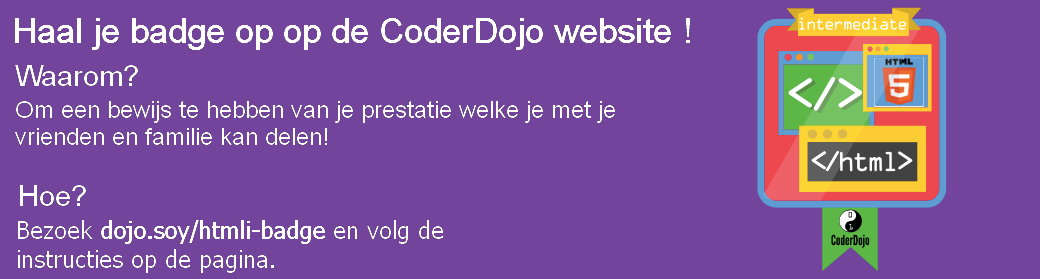 Haal je badge op op de CoderDojo website !
Waarom?
Om een bewijs te hebben van je prestatie welke je met je
vrienden en familie kan delen!
Hoe?
Bezoek dojo.soy/htmli-badge en volg de
instructies op de pagina.
intermediate
</>
HTML
5
</html>
CoderDojo